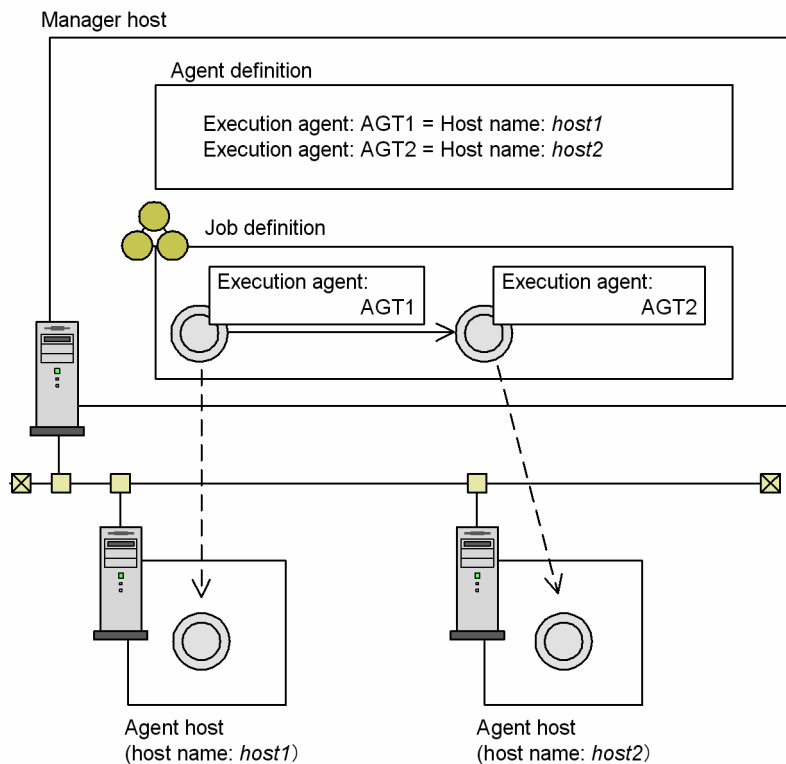 Manager host
Agent definition
Execution agent: AGT1 = Host name: host1
Execution agent: AGT2 = Host name: host2
Job definition
Execution agent:
AGT1
Execution agent:
AGT2
Agent host
(host name: host1)
Agent host
(host name: host2)